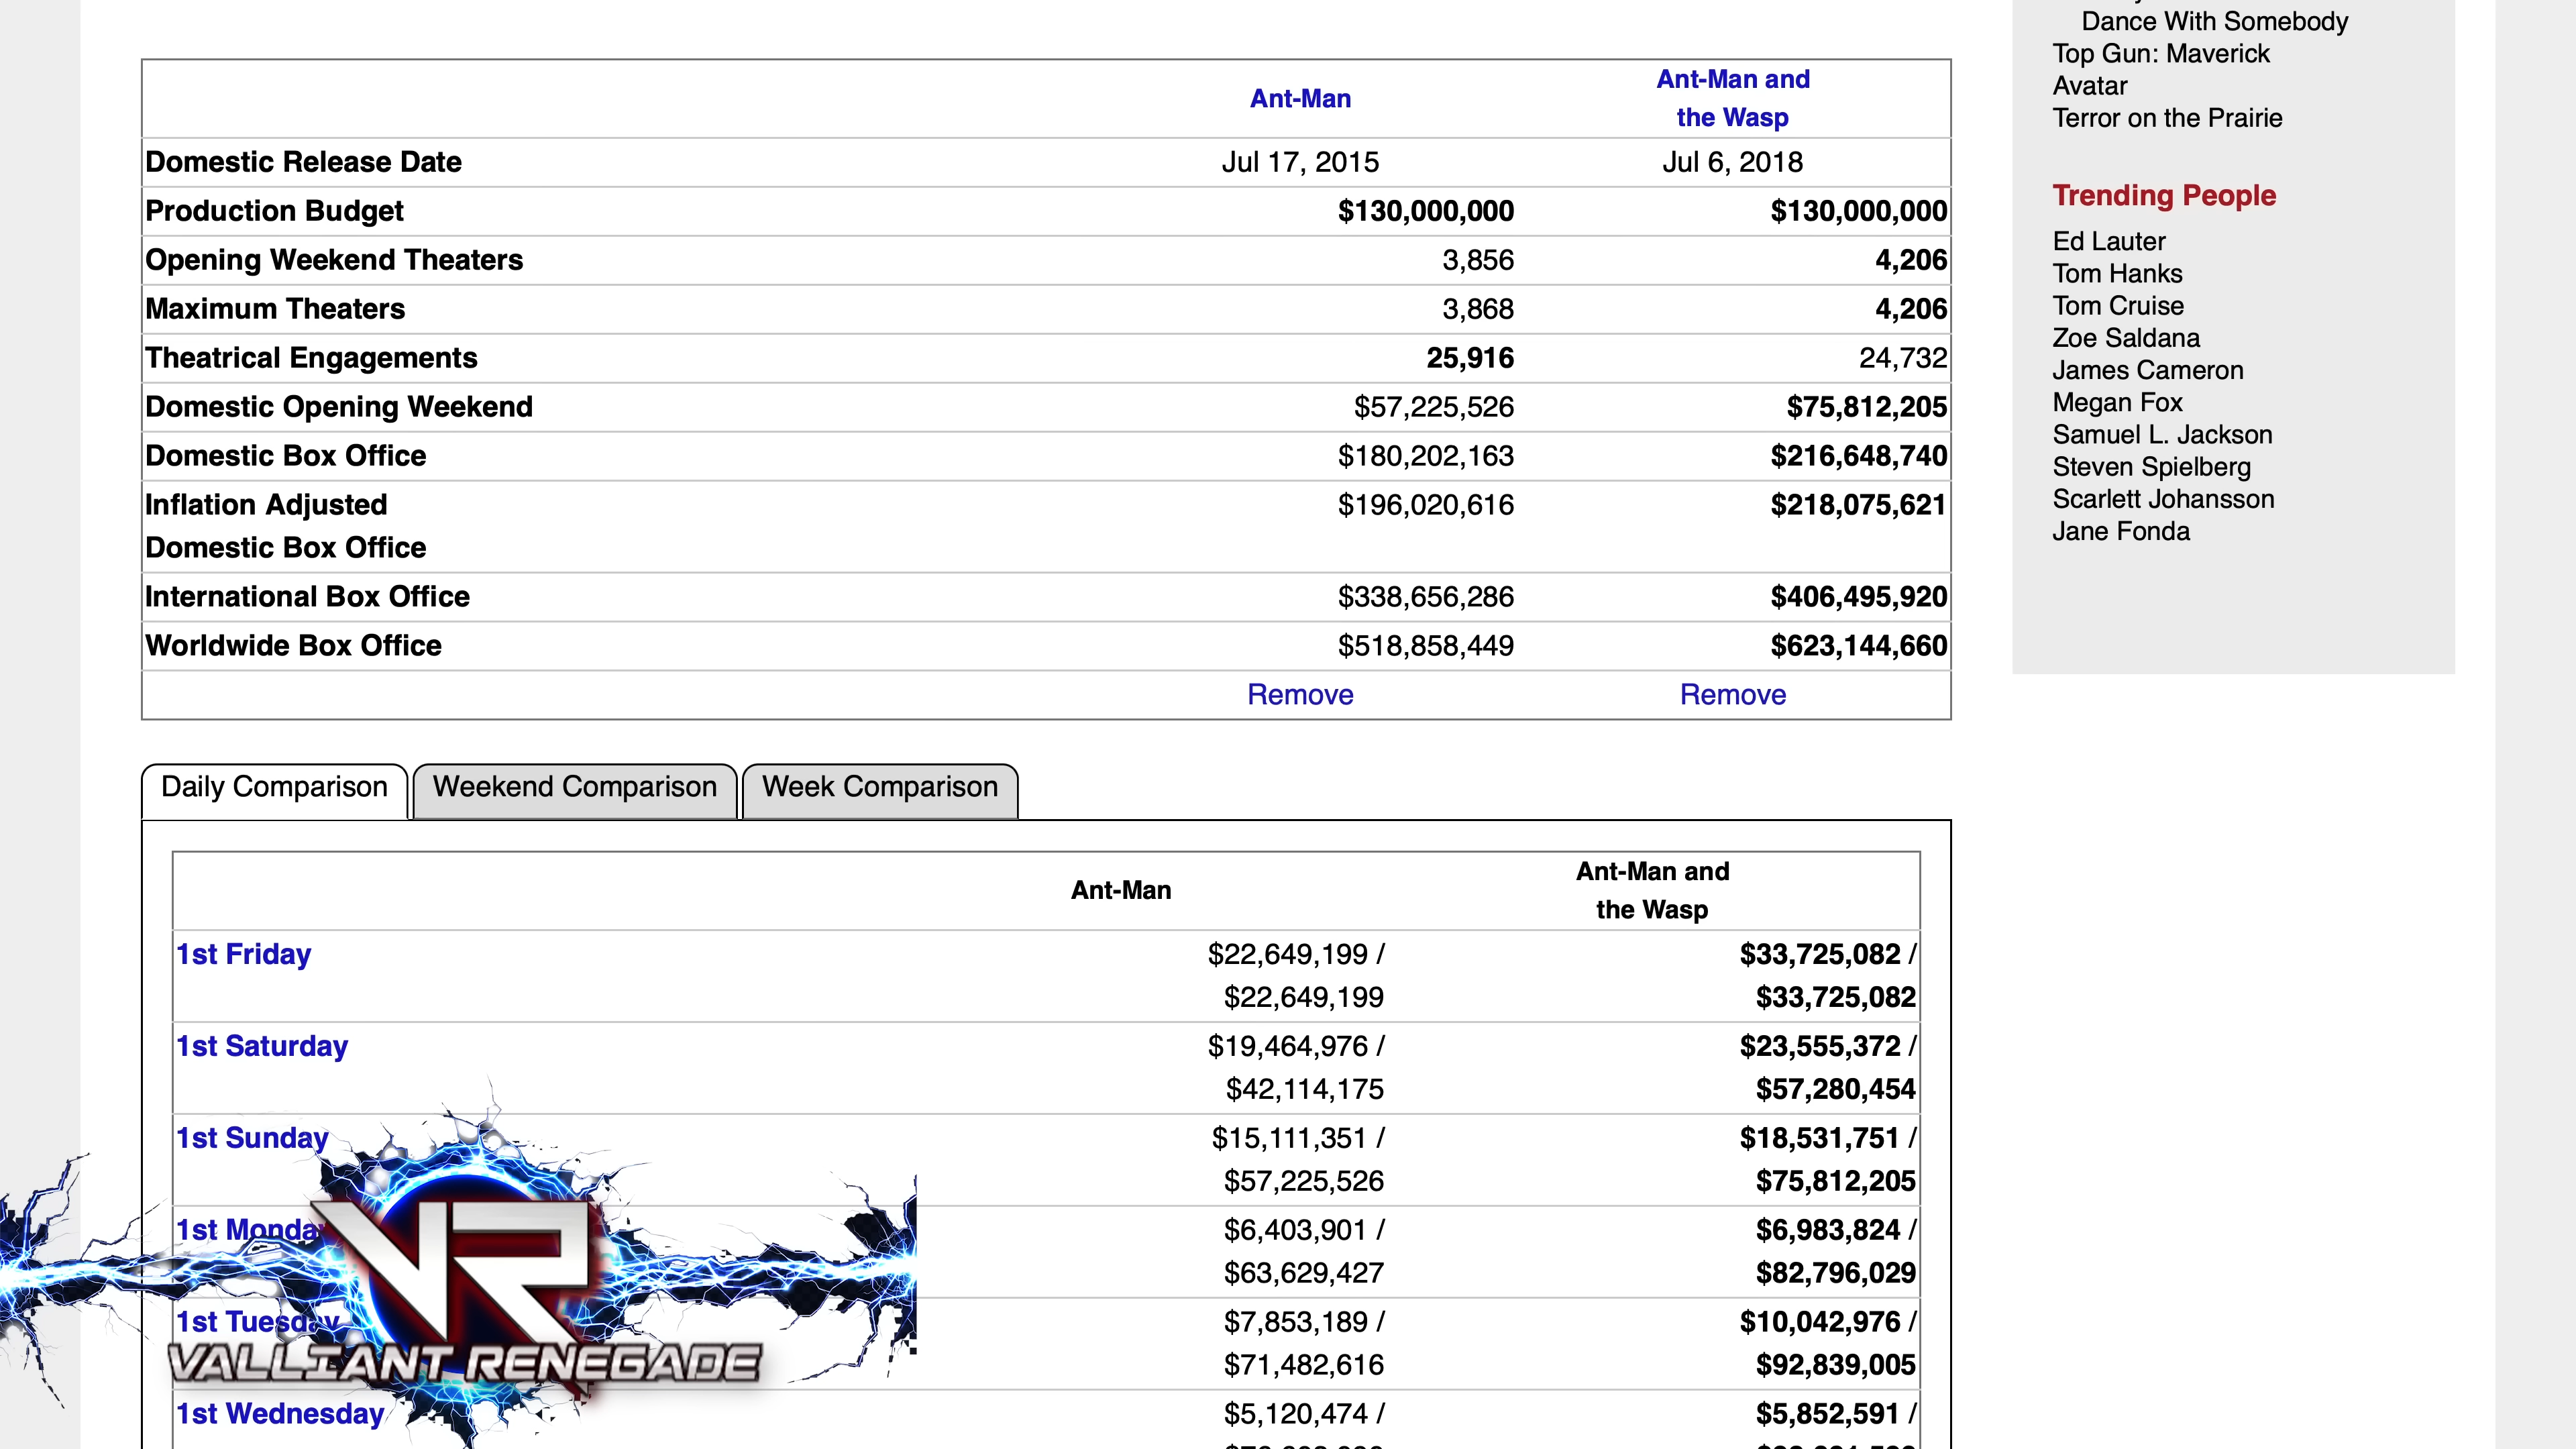 Dance With Somebody
Top Gun: Maverick
Avatar
Terror on the Prairie
Trending People
Ed Lauter
Tom Hanks
Tom Cruise
Zoe Saldana
James Cameron
Megan Fox
Samuel L. Jackson
Steven Spielberg
Scarlett Johansson
Jane Fonda
Ant-Man Ant-Man and
the Wasp
Domestic Release Date Jul 17, 2015 Jul 6, 2018
Production Budget $130,000,000 $130,000,000
Opening Weekend Theaters 3,856 4,206
Maximum Theaters 3,868 4,206
Theatrical Engagements 25,916 24,732
Domestic Opening Weekend $57,225,526 $75,812,205
Domestic Box Office $180,202,163 $216,648,740
Inflation Adjusted $196,020,616 $218,075,621
Domestic Box Office
International Box Office $338,656,286 $406,495,920
Worldwide Box Office $518,858,449 $623,144,660
Remove Remove
Daily Comparison Weekend Comparison Week Comparison
Ant-Man Ant-Man and
the Wasp
1st Friday $22,649,199 / $33,725,082 /
$22,649,199 $33,725,082
1st Saturday $19,464,976 / $23,555,372 /
$42,114,175 $57,280,454
1st Sunday $15,111,351 / $18,531,751 /
$57,225,526 $75,812,205
1st Monday $6,403,901 / $6,983,824 /
$63,629,427 $82,796,029
1st Tuesday $7,853,189 / $10,042,976 /
$71,482,616 $92,839,005
1st Wednesday $5,120,474 / $5,852,591 /
VR
VALLIANT RENEGADE